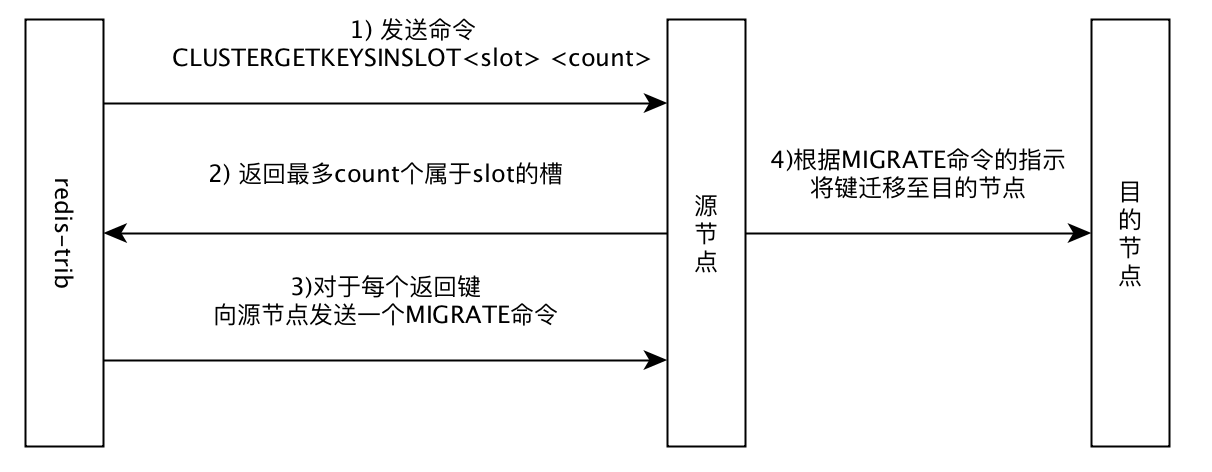 1) 发送命令
CLUSTERGETKEYSINSLOT<slot> <count>
2) 返回最多count个属于slot的槽
3)对于每个返回键
向源节点发送一个MIGRATE命令
4)根据MIGRATE命令的指示
将键迁移至目的节点
redis-trib
源节点
目的节点